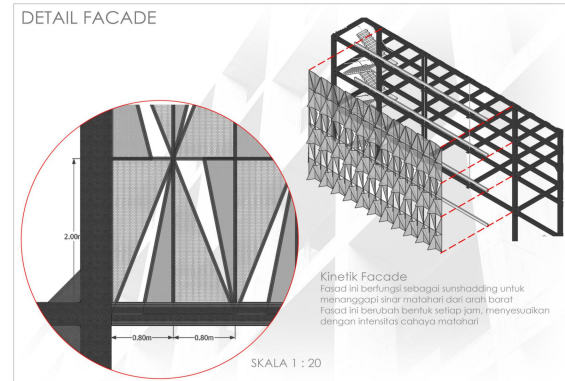 DETAIL FACADE
2.00m
0.80m
0.80m
SKALA 1 : 20
Kinetik Facade
Fasad ini berfungsi sebagai sunshadding untuk
menanggapi sinar matahari dari arah barat
Fasad ini berubah bentuk setiap jam, menyesuaikan
dengan intensitas cahaya matahari